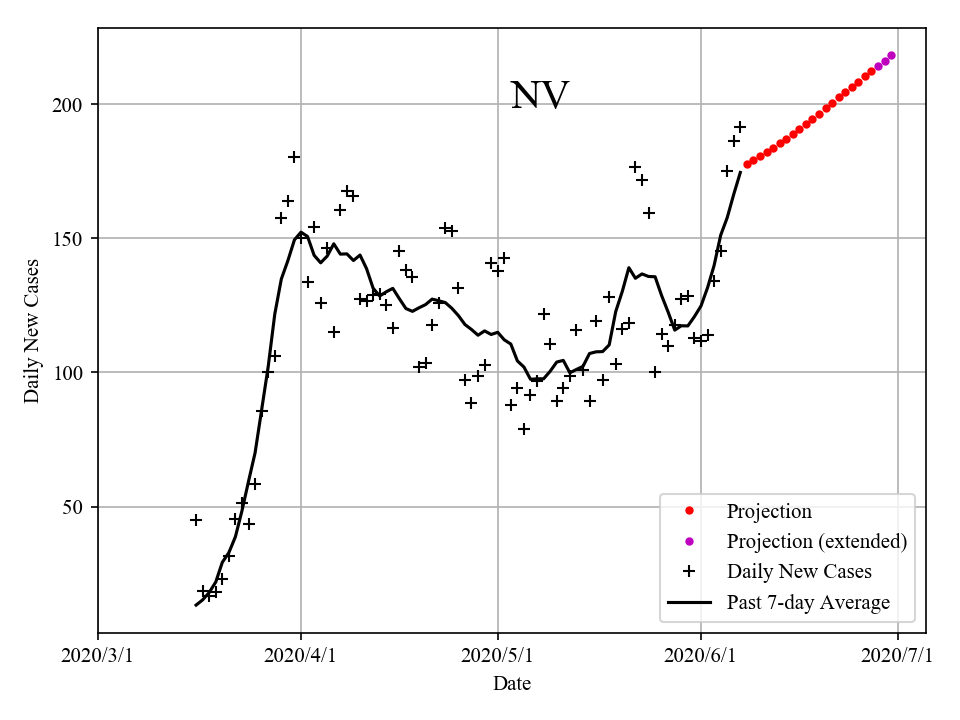 NV
200
150
100
50
Daily New Cases
Projection
Projection (extended)
Daily New Cases
Past 7-day Average
2020/3/1 2020/4/1 2020/5/1 2020/6/1 2020/7/1
Date